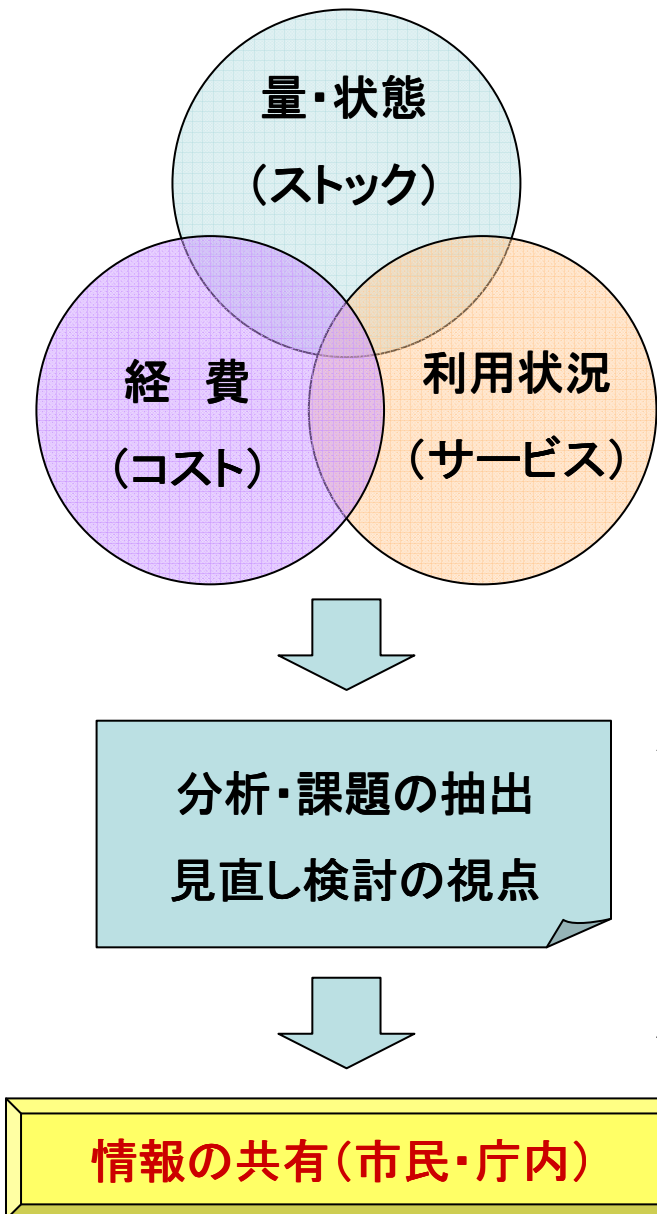 量・状態
（ストック）
経　費
（コスト）
利用状況
（サービス）
分析・課題の抽出
見直し検討の視点
情報の共有（市民・庁内）